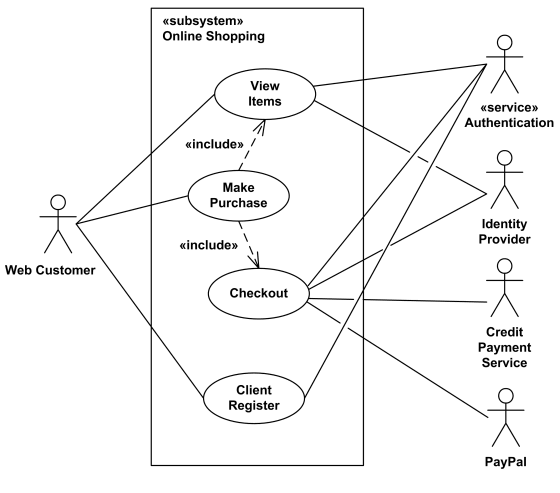 «subsystem»
Online Shopping
View
Items
«include»
Make
Purchase
«include»
Checkout
Client
Register
Web Customer
«service»
Authentication
Identity
Provider
Credit
Payment
Service
PayPal